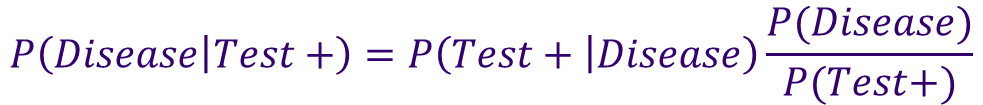 P(Disease|Test +) = P(Test + |Disease) P(Disease) / P(Test+)